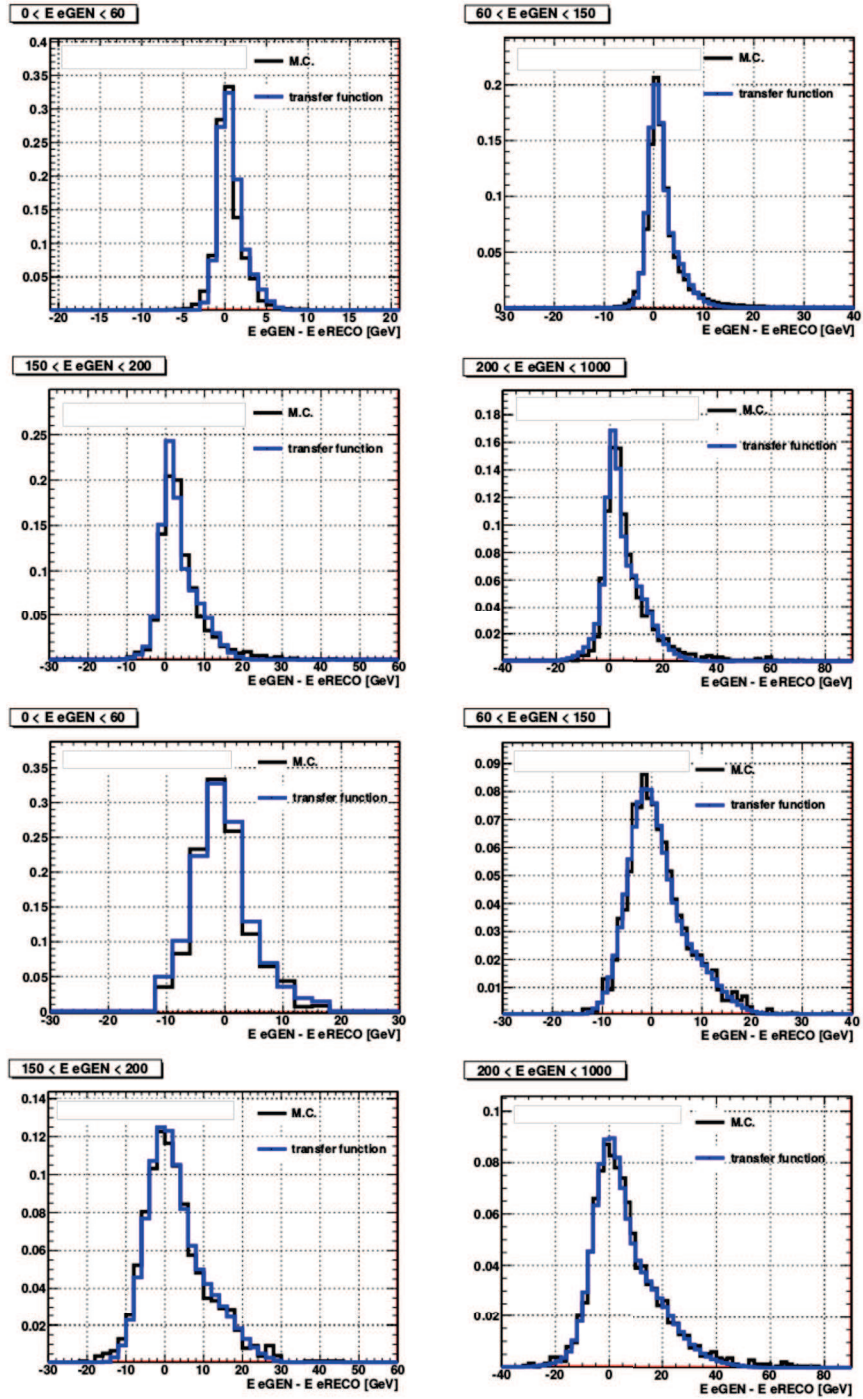 0 < E eGEN < 60
0.4
0.35
0.3
0.25
0.2
0.15
0.1
0.05
M.C.
transfer function
-20 -15 -10 -5 0 5 10 15 20
E eGEN - E eRECO [GeV]
60 < E eGEN < 150
0.2
0.15
0.1
0.05
0
M.C.
transfer function
-30 -20 -10 0 10 20 30 40
E eGEN - E eRECO [GeV]
150 < E eGEN < 200
0.25
0.2
0.15
0.1
0.05
M.C.
transfer function
-30 -20 -10 0 10 20 30 40 50 60
E eGEN - E eRECO [GeV]
200 < E eGEN < 1000
0.18
0.16
0.14
0.12
0.1
0.08
0.06
0.04
0.02
M.C.
transfer function
-40 -20 0 20 40 60 80
E eGEN - E eRECO [GeV]
0 < E eGEN < 60
0.35
0.3
0.25
0.2
0.15
0.1
0.05
0
M.C.
transfer function
-30 -20 -10 0 10 20 30
E eGEN - E eRECO [GeV]
60 < E eGEN < 150
0.09
0.08
0.07
0.06
0.05
0.04
0.03
0.02
0.01
M.C.
transfer function
-30 -20 -10 0 10 20 30 40
E eGEN - E eRECO [GeV]
150 < E eGEN < 200
0.14
0.12
0.1
0.08
0.06
0.04
0.02
M.C.
transfer function
-30 -20 -10 0 10 20 30 40 50 60
E eGEN - E eRECO [GeV]
200 < E eGEN < 1000
0.1
0.08
0.06
0.04
0.02
M.C.
transfer function
-40 -20 0 20 40 60 80
E eGEN - E eRECO [GeV]